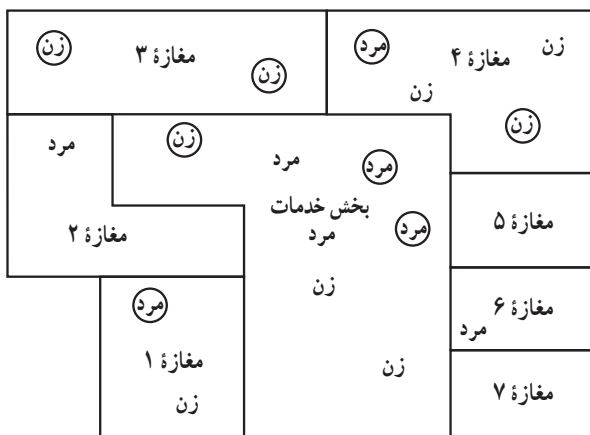 زن
مغازهٔ ۳
زن
مرد
مغازهٔ ۴
زن
زن
زن
مرد
مغازهٔ ۲
زن
مرد
مرد
بخش خدمات
مرد
مرد
زن
زن
مغازهٔ ۵
مغازهٔ ۶
مرد
مغازهٔ ۷
مرد
مغازهٔ ۱
زن